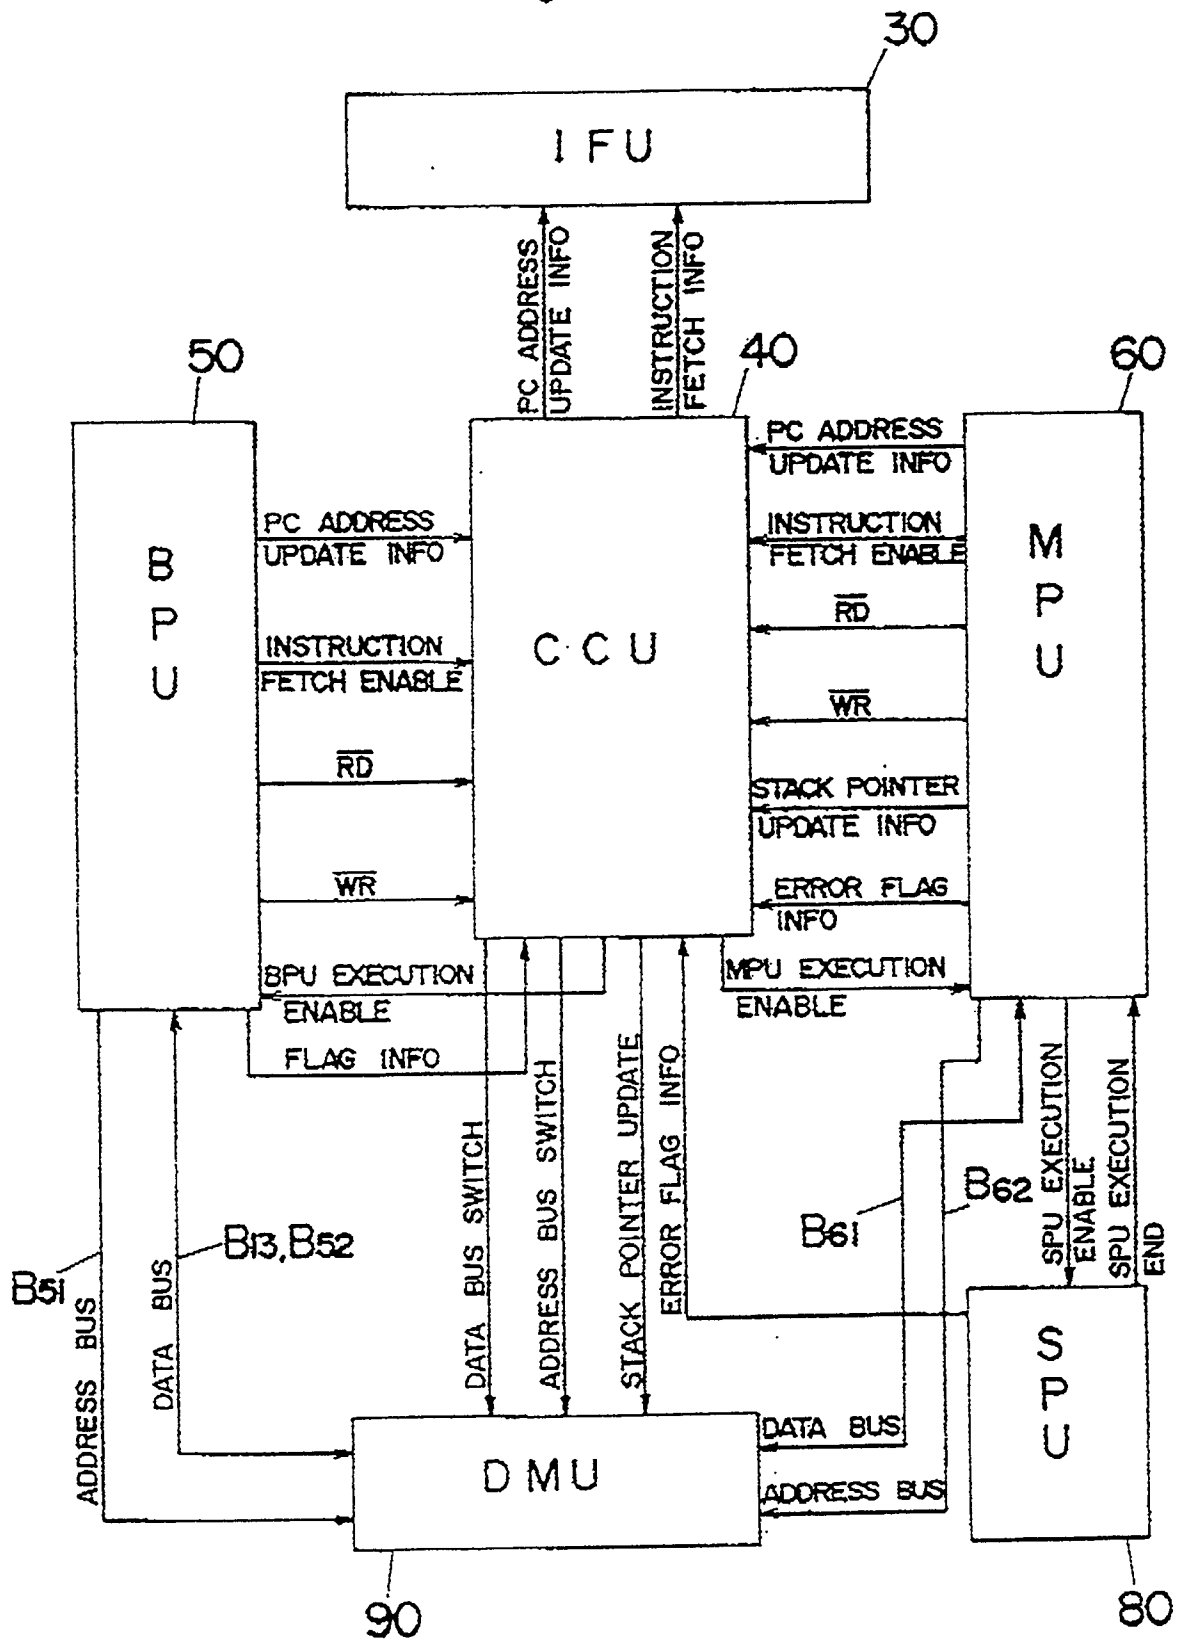 30
IFU
PC ADDRESS
UPDATE INFO
INSTRUCTION
FETCH INFO
50
40
60
BPU
CCU
MPU
PC ADDRESS
UPDATE INFO
INSTRUCTION
FETCH ENABLE
RD
WR
PC ADDRESS
UPDATE INFO
INSTRUCTION
FETCH ENABLE
RD
WR
STACK POINTER
UPDATE INFO
ERROR FLAG
INFO
BPU EXECUTION
ENABLE
FLAG INFO
MPU EXECUTION
ENABLE
B51
ADDRESS BUS
B13,B52
DATA BUS
DATA BUS SWITCH
ADDRESS BUS SWITCH
STACK POINTER UPDATE
ERROR FLAG INFO
B61
B62
SPU EXECUTION
ENABLE
SPU EXECUTION
END
DATA BUS
ADDRESS BUS
DMU
SPU
90
80